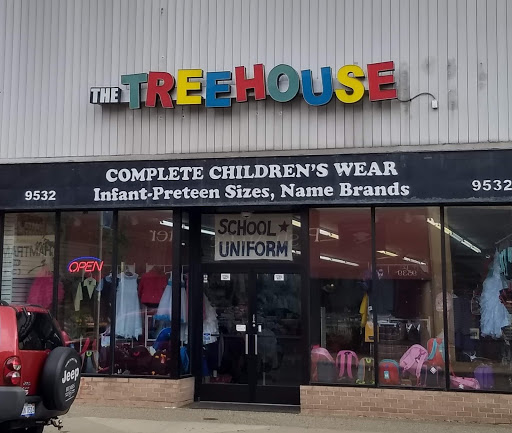 THE TREEHOUSE
COMPLETE CHILDREN'S WEAR
9532 Infant-Preteen Sizes, Name Brands 9532
SCHOOL
UNIFORM
OPEN
Jeep